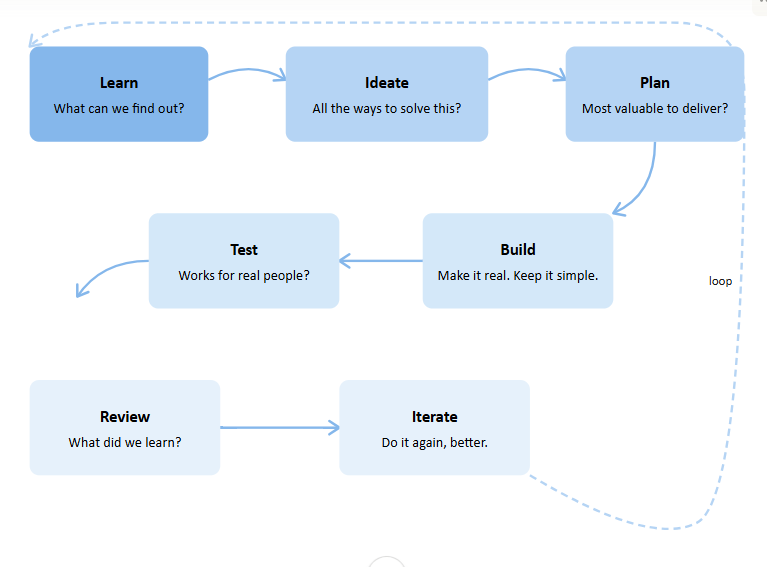 Learn
What can we find out?
Ideate
All the ways to solve this?
Plan
Most valuable to deliver?
Test
Works for real people?
Build
Make it real. Keep it simple.
loop
Review
What did we learn?
Iterate
Do it again, better.